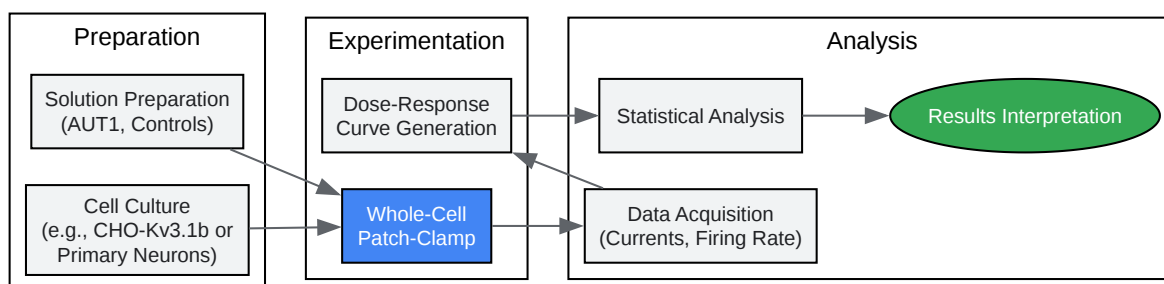 Preparation
Solution Preparation
(AUT1, Controls)
Cell Culture
(e.g., CHO-Kv3.1b or
Primary Neurons)
Experimentation
Dose-Response
Curve Generation
Whole-Cell
Patch-Clamp
Analysis
Statistical Analysis
Results Interpretation
Data Acquisition
(Currents, Firing Rate)